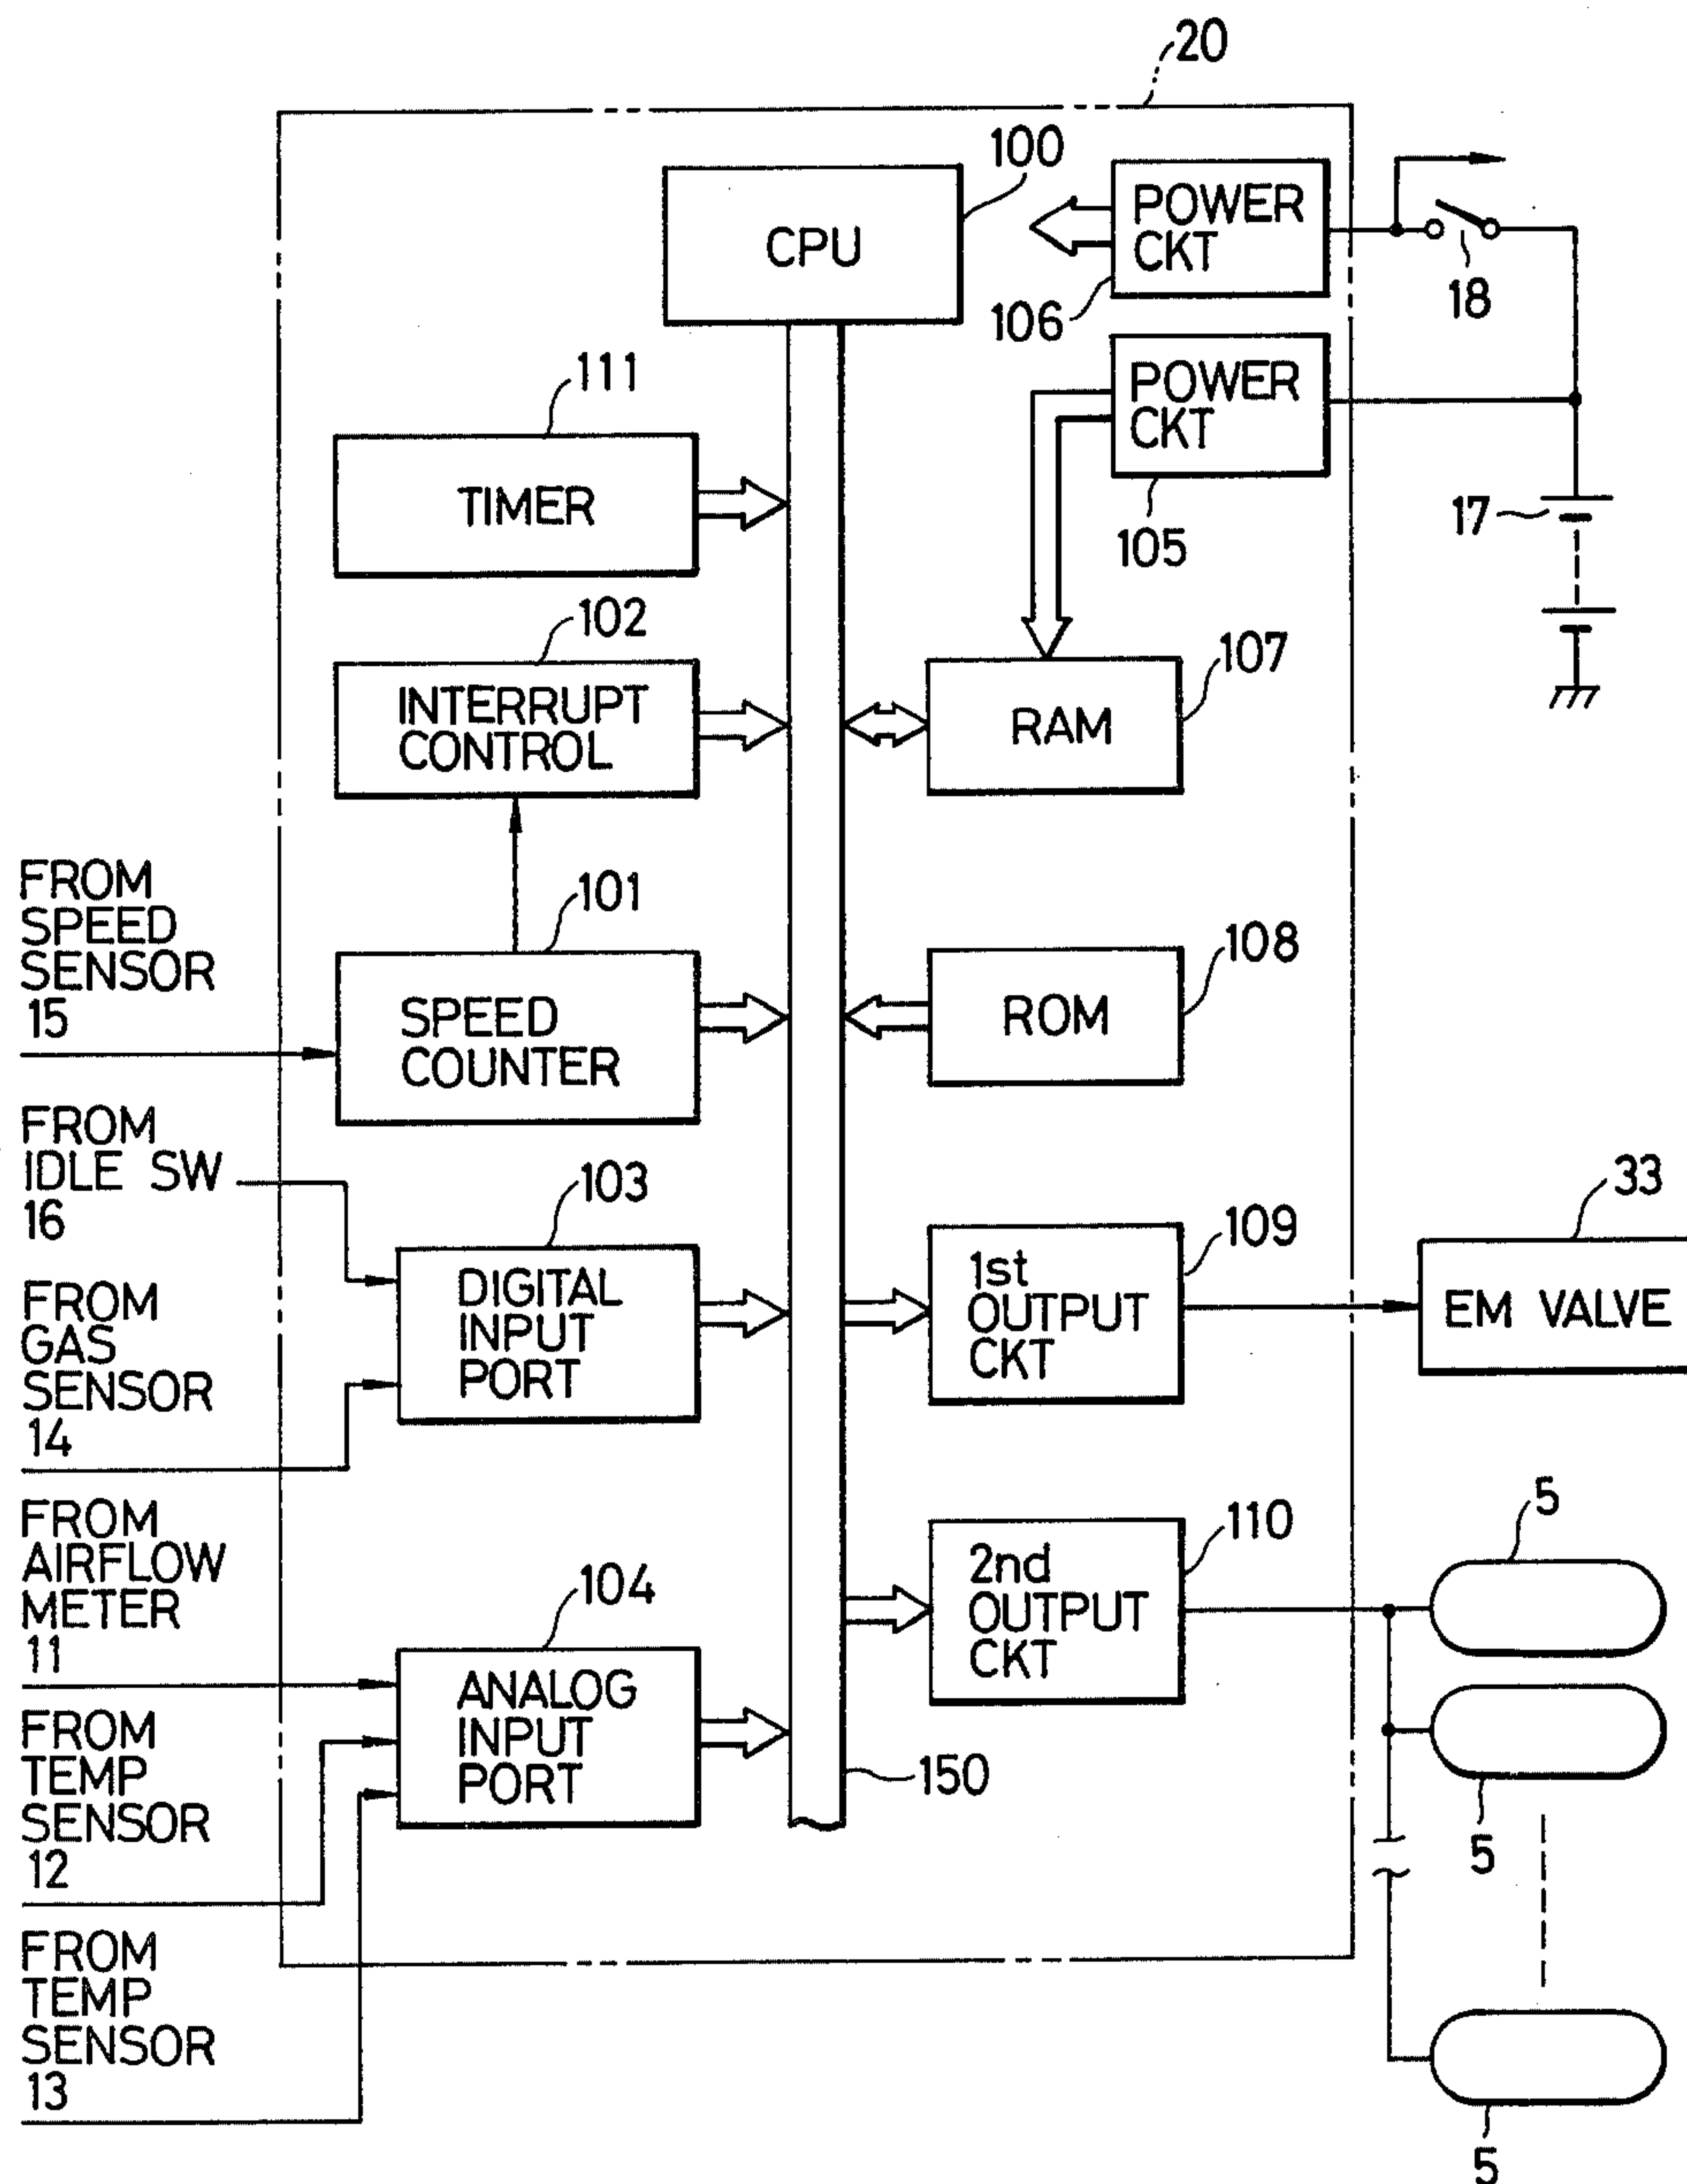 20
100
CPU
POWER
CKT
106
18
POWER
CKT
105
17
111
TIMER
102
INTERRUPT
CONTROL
107
RAM
FROM
SPEED
SENSOR
15
101
SPEED
COUNTER
108
ROM
FROM
IDLE SW
16
103
DIGITAL
INPUT
PORT
109
1st
OUTPUT
CKT
33
EM VALVE
FROM
GAS
SENSOR
14
FROM
AIRFLOW
METER
11
104
ANALOG
INPUT
PORT
110
2nd
OUTPUT
CKT
5
5
5
150
FROM
TEMP
SENSOR
12
FROM
TEMP
SENSOR
13